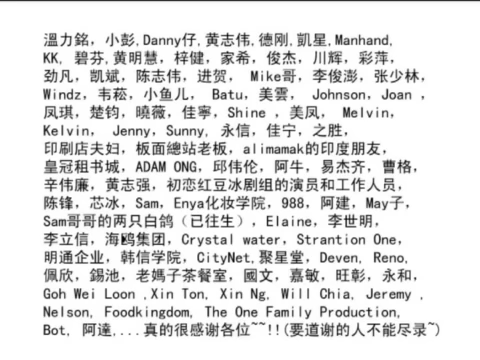 溫力銘, 小彭,Danny仔,黄志伟,德刚,凱星,Manhand,
KK, 碧芬,黄明慧, 梓健, 家希, 俊杰, 川辉, 彩萍,
劲凡, 凯斌, 陈志伟, 进贺, Mike哥, 李俊澎, 张少林,
Windz, 韦菘, 小鱼儿, Batu, 美雲, Johnson, Joan ,
凤琪, 楚钧, 曉薇, 佳寧, Shine , 美凤, Melvin,
Kelvin, Jenny, Sunny, 永信, 佳宁, 之胜,
印刷店夫妇, 板面總站老板, alimamak的印度朋友,
皇冠租书城, ADAM ONG, 邱伟伦, 阿牛, 易杰齐, 曹格,
辛伟廉, 黄志强, 初恋红豆冰剧组的演员和工作人员,
陈锋, 芯冰, Sam, Enya化妆学院, 988, 阿建, May子,
Sam哥哥的两只白鸽（已往生）, Elaine, 李世明,
李立信, 海鸥集团, Crystal water, Strantion One,
明通企业, 韩信学院, CityNet,聚星堂, Deven, Reno,
佩欣, 錫池, 老媽子茶餐室, 國文, 嘉敏, 旺彰, 永和,
Goh Wei Loon ,Xin Ton, Xin Ng, Will Chia, Jeremy ,
Nelson, Foodkingdom, The One Family Production,
Bot, 阿達,...真的很感谢各位~~!!(要道谢的人不能尽录~)